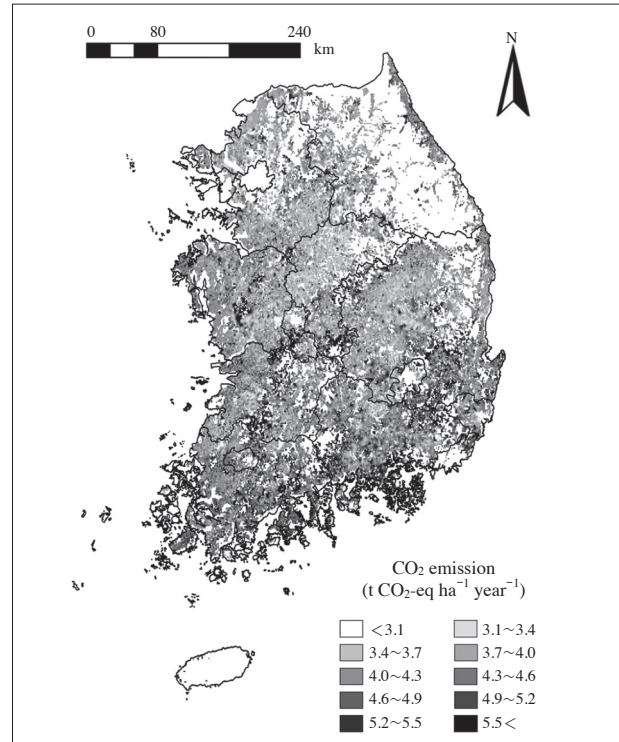 0 80 240
km
N
CO₂ emission
(t CO₂-eq ha⁻¹ year⁻¹)
<3.1 3.1~3.4
3.4~3.7 3.7~4.0
4.0~4.3 4.3~4.6
4.6~4.9 4.9~5.2
5.2~5.5 5.5<